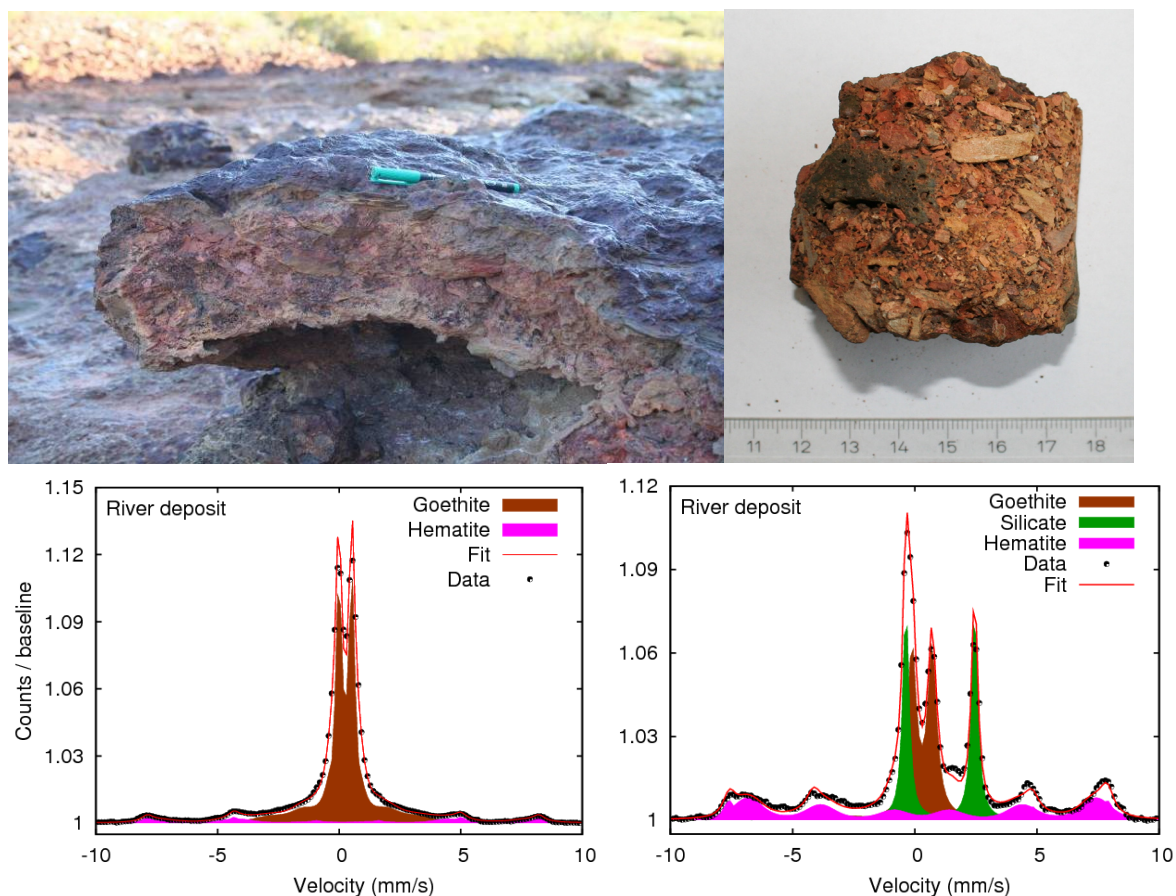 11 12 13 14 15 16 17 18
River deposit
Goethite
Hematite
Fit
Data
1.15
1.12
1.09
1.06
1.03
1
Counts / baseline
-10 -5 0 5 10
Velocity (mm/s)
River deposit
Goethite
Silicate
Hematite
Data
Fit
1.12
1.09
1.06
1.03
1
-10 -5 0 5 10
Velocity (mm/s)